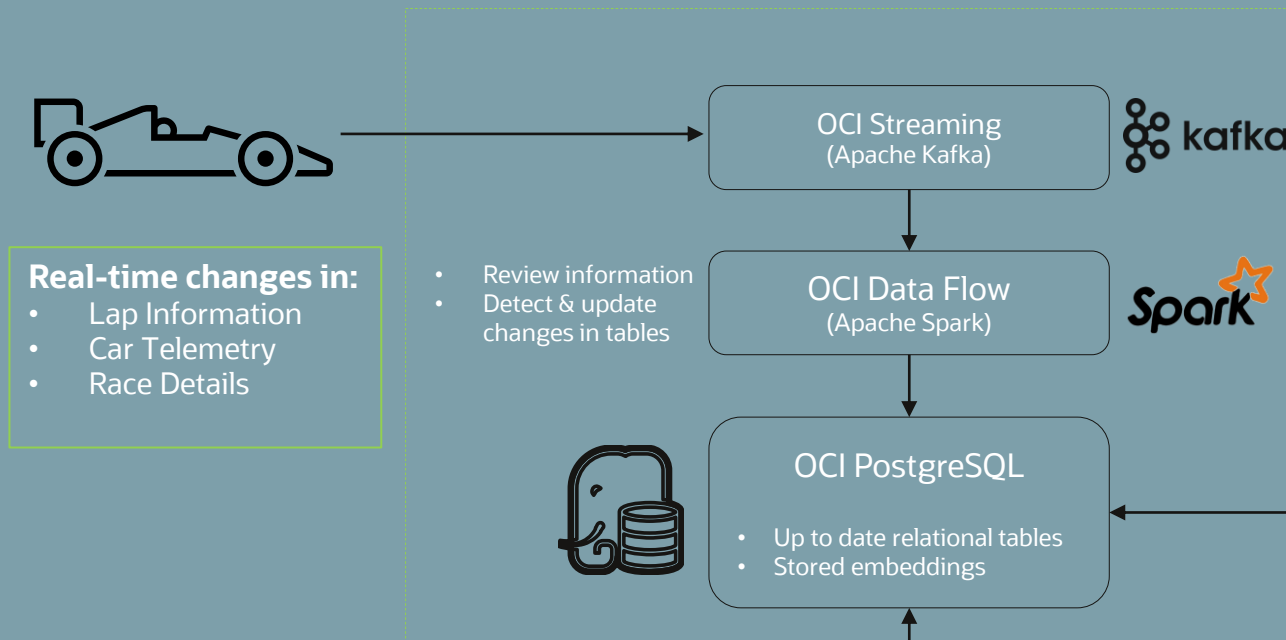 OCI Streaming
(Apache Kafka)
kafka
Real-time changes in:
• Lap Information
• Car Telemetry
• Race Details
• Review information
• Detect & update
changes in tables
OCI Data Flow
(Apache Spark)
Spark
OCI PostgreSQL
• Up to date relational tables
• Stored embeddings